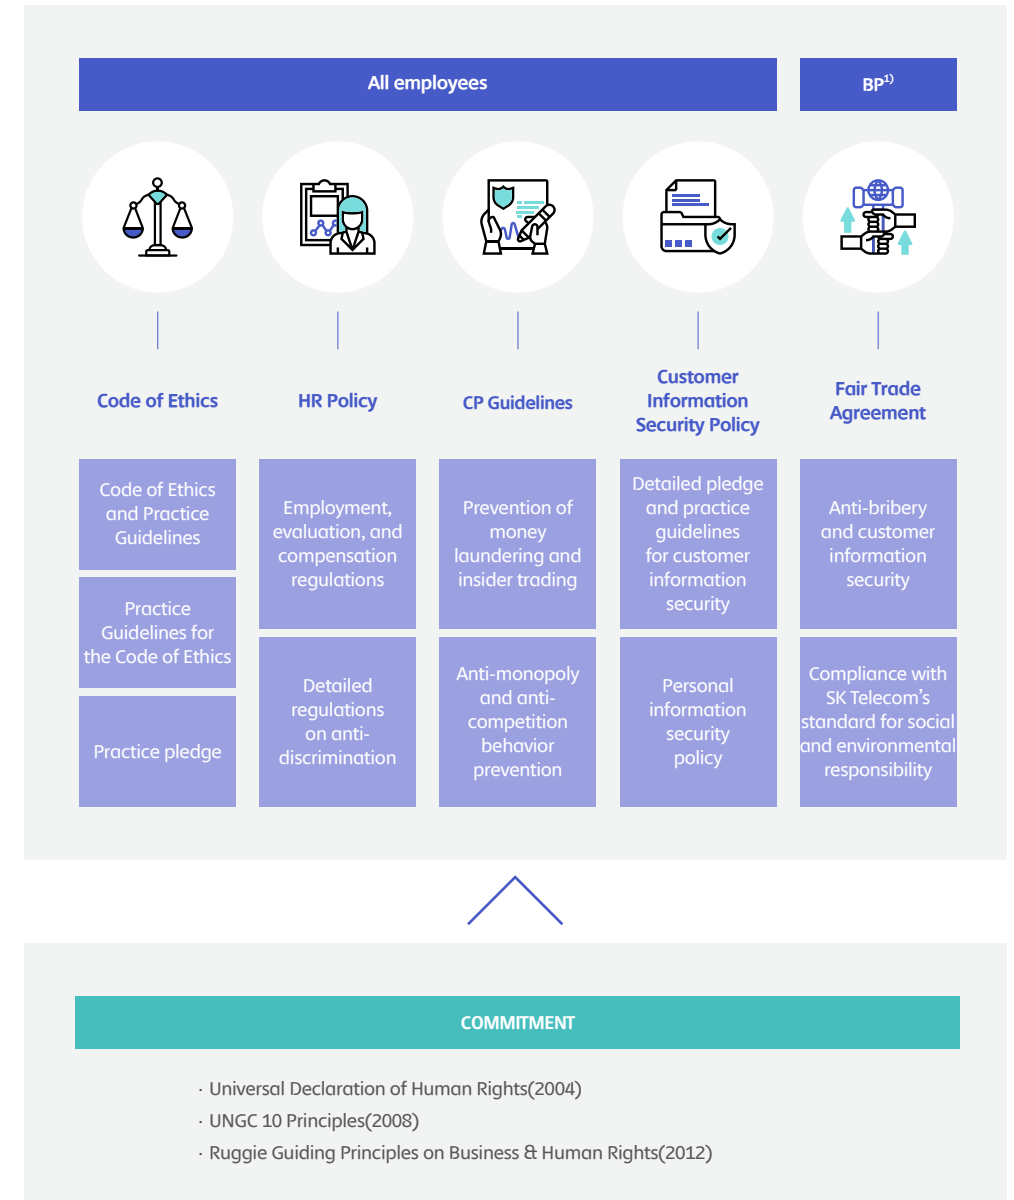 All employees
BP1)
Code of Ethics
HR Policy
CP Guidelines
Customer
Information
Security Policy
Fair Trade
Agreement
Code of Ethics
and Practice
Guidelines
Practice
Guidelines for
the Code of Ethics
Practice pledge
Employment,
evaluation, and
compensation
regulations
Detailed
regulations
on anti-
discrimination
Prevention of
money
laundering and
insider trading
Anti-monopoly
and anti-
competition
behavior
prevention
Detailed pledge
and practice
guidelines
for customer
information
security
Personal
information
security
policy
Anti-bribery
and customer
information
security
Compliance with
SK Telecom’s
standard for social
and environmental
responsibility
COMMITMENT
· Universal Declaration of Human Rights(2004)
· UNGC 10 Principles(2008)
· Ruggie Guiding Principles on Business & Human Rights(2012)